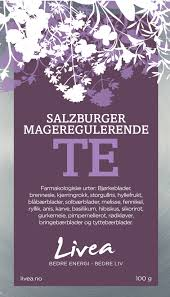 SALZBURGER
MAGEREGULERENDE
TE
Farmakologiske urter: Bjørkeblader,
brennesle, kjerringrokk, storgullris, hyllefrukt,
blåbærblader, solbærblader, melisse, fennikel,
ryllik, anis, karve, basilikum, hibiskus, sikorirot,
gurkemeie, pimpernellerot, rødkløver,
bringebærblader og tyttebærblader.
Livea
BEDRE ENERGI - BEDRE LIV
livea.no
100 g